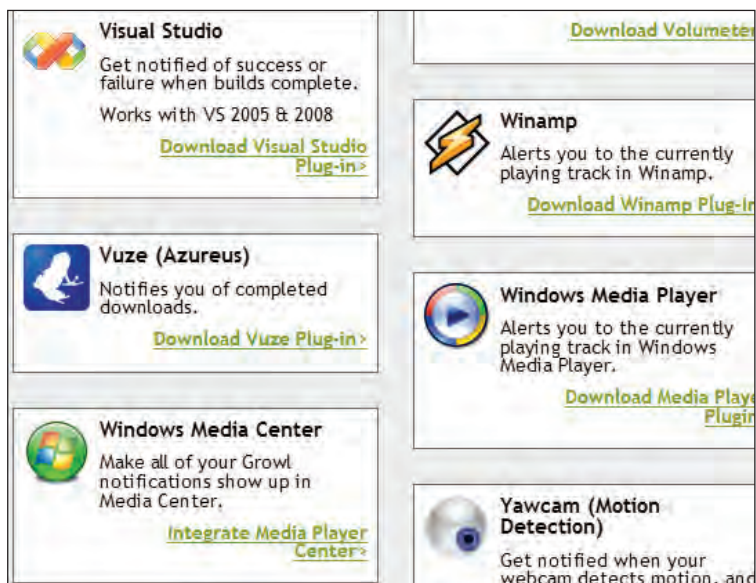 Visual Studio
Get notified of success or
failure when builds complete.
Works with VS 2005 & 2008
Download Visual Studio
Plug-in>
Vuze (Azureus)
Notifies you of completed
downloads.
Download Vuze Plug-in>
Windows Media Center
Make all of your Growl
notifications show up in
Media Center.
Integrate Media Player
Center>
Download Volumeter
Winamp
Alerts you to the currently
playing track in Winamp.
Download Winamp Plug-in
Windows Media Player
Alerts you to the currently
playing track in Windows
Media Player.
Download Media Playe
Plugin
Yawcam (Motion
Detection)
Get notified when your
webcam detects motion, and